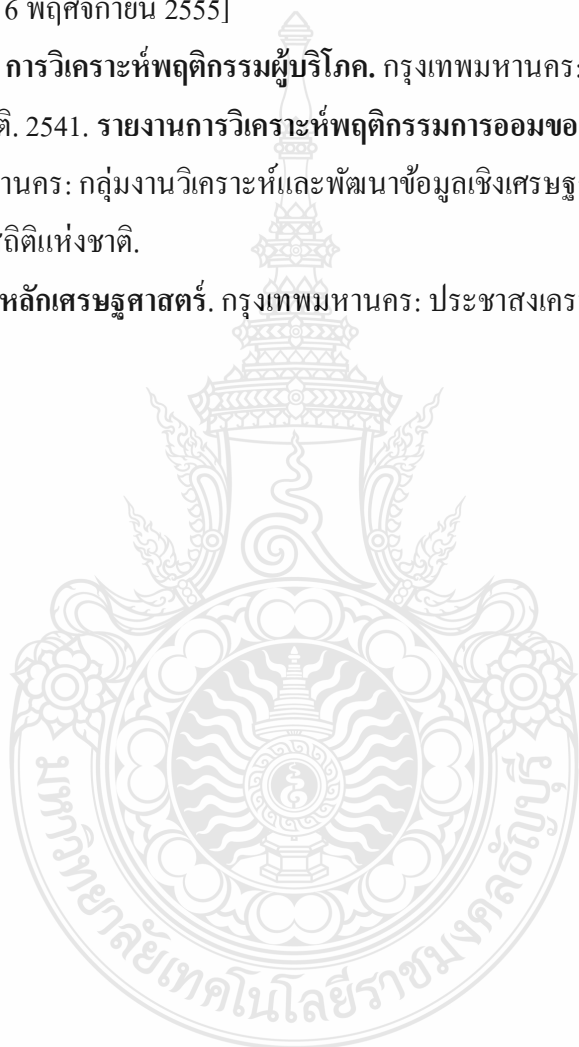 6 พฤศจิกายน 2555]
การวิเคราะห์พฤติกรรมผู้บริโภค. กรุงเทพมหานคร:
ติ. 2541. รายงานการวิเคราะห์พฤติกรรมการออมขอ
านคร: กลุ่มงานวิเคราะห์และพัฒนาข้อมูลเชิงเศรษฐ
สถิติแห่งชาติ.
หลักเศรษฐศาสตร์. กรุงเทพมหานคร: ประชาสงเคร
มหาวิทยาลัยเทคโนโลยีราชมงคลธัญบุรี